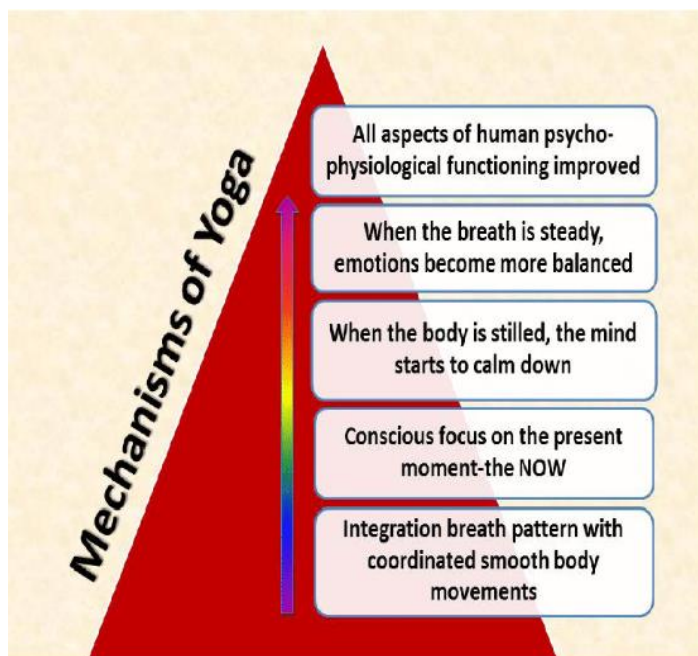 Mechanisms of Yoga
All aspects of human psycho-
physiological functioning improved
When the breath is steady,
emotions become more balanced
When the body is stilled, the mind
starts to calm down
Conscious focus on the present
moment-the NOW
Integration breath pattern with
coordinated smooth body
movements